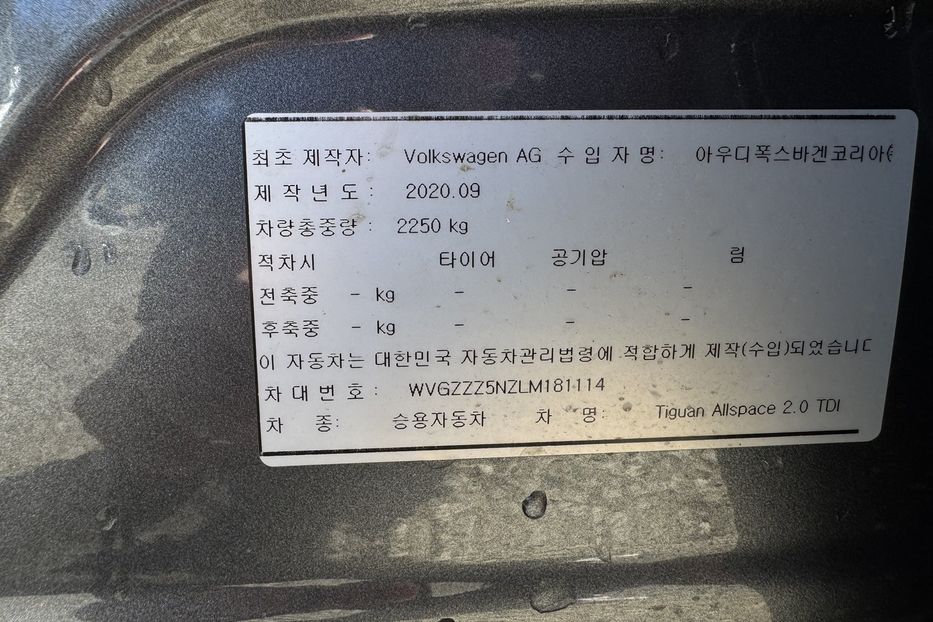 최초 제작자: Volkswagen AG 수 입 자 명: 아우디폭스바겐코리아(
제 작 년 도 : 2020.09
차량총중량 : 2250 kg
적차시 타이어 공기압 림
전축중 - kg - - -
후축중 - kg - - -
이 자동차는 대한민국 자동차관리법령에 적합하게 제작(수입)되었습니
차 대 번 호 : WVGZZZ5NZLM181114
차 종: 승용자동차 차 명: Tiguan Allspace 2.0 TDI